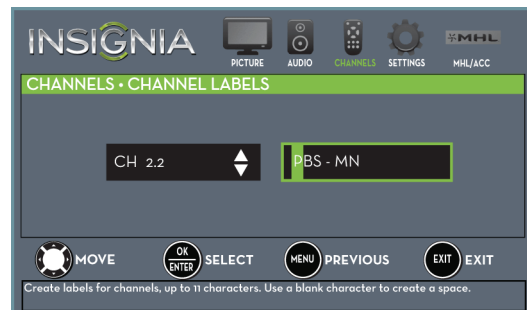 INSIGNIA
PICTURE AUDIO CHANNELS SETTINGS MHL MHL/ACC
CHANNELS • CHANNEL LABELS
CH 2.2 PBS - MN
MOVE OK ENTER SELECT MENU PREVIOUS EXIT EXIT
Create labels for channels, up to 11 characters. Use a blank character to create a space.